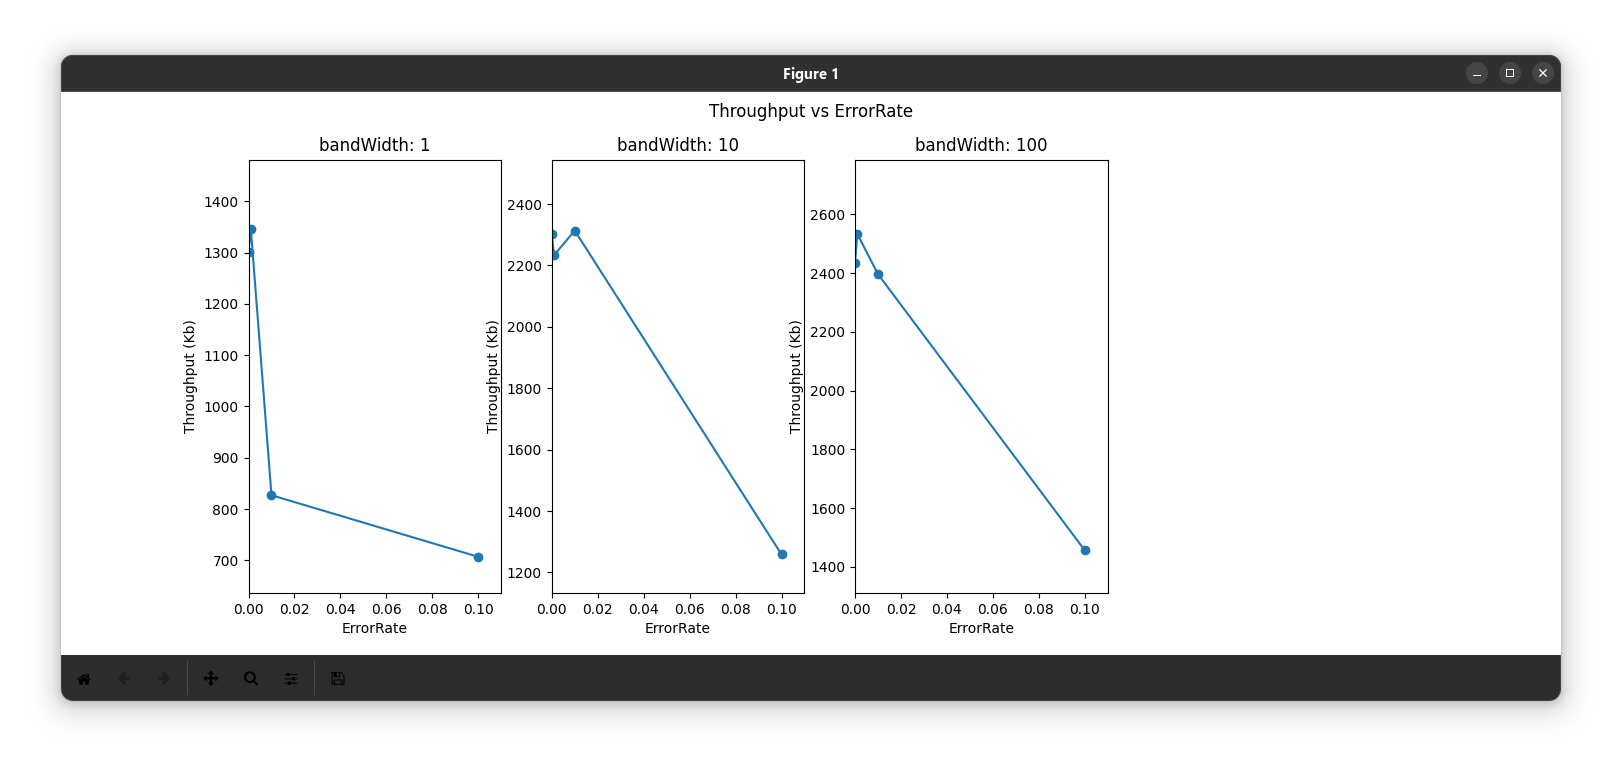 Figure 1
Throughput vs ErrorRate
bandWidth: 1
1400
1300
1200
1100
1000
900
800
700
Throughput (Kb)
0.00 0.02 0.04 0.06 0.08 0.10
ErrorRate
bandWidth: 10
2400
2200
2000
1800
1600
1400
1200
Throughput (Kb)
0.00 0.02 0.04 0.06 0.08 0.10
ErrorRate
bandWidth: 100
2600
2400
2200
2000
1800
1600
1400
Throughput (Kb)
0.00 0.02 0.04 0.06 0.08 0.10
ErrorRate